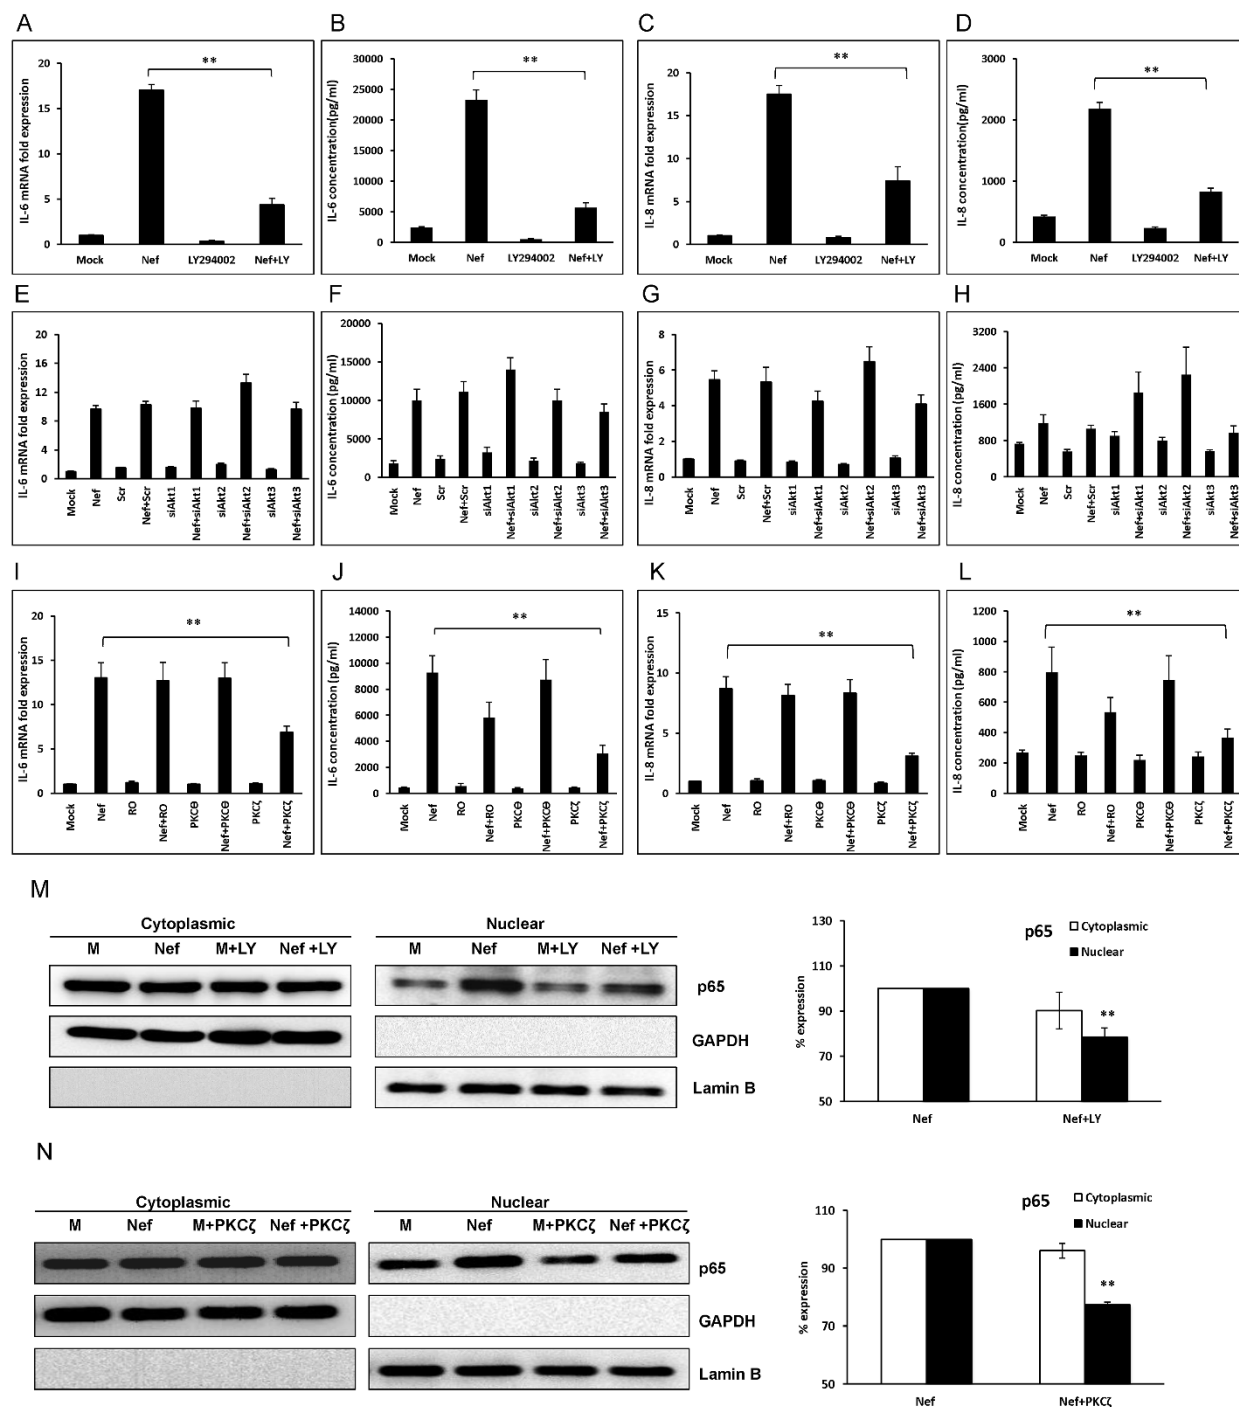 A
IL-6 mRNA fold expression
20
15
10
5
0
**
Mock Nef LY294002 Nef+LY
B
IL-6 concentration(pg/ml)
30000
25000
20000
15000
10000
5000
0
**
Mock Nef LY294002 Nef+LY
C
IL-8 mRNA fold expression
20
15
10
5
0
**
Mock Nef LY294002 Nef+LY
D
IL-8 concentration(pg/ml)
3000
2000
1000
0
**
Mock Nef LY294002 Nef+LY
E
IL-6 mRNA fold expression
20
16
12
8
4
0
Mock Nef Scr Nef+Scr siAkt1 Nef+siAkt1 siAkt2 Nef+siAkt2 siAkt3 Nef+siAkt3
F
IL-6 concentration (pg/ml)
20000
15000
10000
5000
0
Mock Nef Scr Nef+Scr siAkt1 Nef+siAkt1 siAkt2 Nef+siAkt2 siAkt3 Nef+siAkt3
G
IL-8 mRNA fold expression
8
6
4
2
0
Mock Nef Scr Nef+Scr siAkt1 Nef+siAkt1 siAkt2 Nef+siAkt2 siAkt3 Nef+siAkt3
H
IL-8 concentration (pg/ml)
3200
2400
1600
800
0
Mock Nef Scr Nef+Scr siAkt1 Nef+siAkt1 siAkt2 Nef+siAkt2 siAkt3 Nef+siAkt3
I
IL-6 mRNA fold expression
20
15
10
5
0
**
Mock Nef RO Nef+RO PKCΘ Nef+PKCΘ PKCζ Nef+PKCζ
J
IL-6 concentration (pg/ml)
14000
12000
10000
8000
6000
4000
2000
0
**
Mock Nef RO Nef+RO PKCΘ Nef+PKCΘ PKCζ Nef+PKCζ
K
IL-8 mRNA fold expression
15
10
5
0
**
Mock Nef RO Nef+RO PKCΘ Nef+PKCΘ PKCζ Nef+PKCζ
L
IL-8 concentration (pg/ml)
1200
1000
800
600
400
200
0
**
Mock Nef RO Nef+RO PKCΘ Nef+PKCΘ PKCζ Nef+PKCζ
M
Cytoplasmic Nuclear
M Nef M+LY Nef +LY M Nef M+LY Nef +LY
p65
GAPDH
Lamin B
p65
Cytoplasmic
Nuclear
% expression
130
110
90
70
50
**
Nef Nef+LY
N
Cytoplasmic Nuclear
M Nef M+PKCζ Nef +PKCζ M Nef M+PKCζ Nef +PKCζ
p65
GAPDH
Lamin B
p65
Cytoplasmic
Nuclear
% expression
110
90
70
50
**
Nef Nef+PKCζ